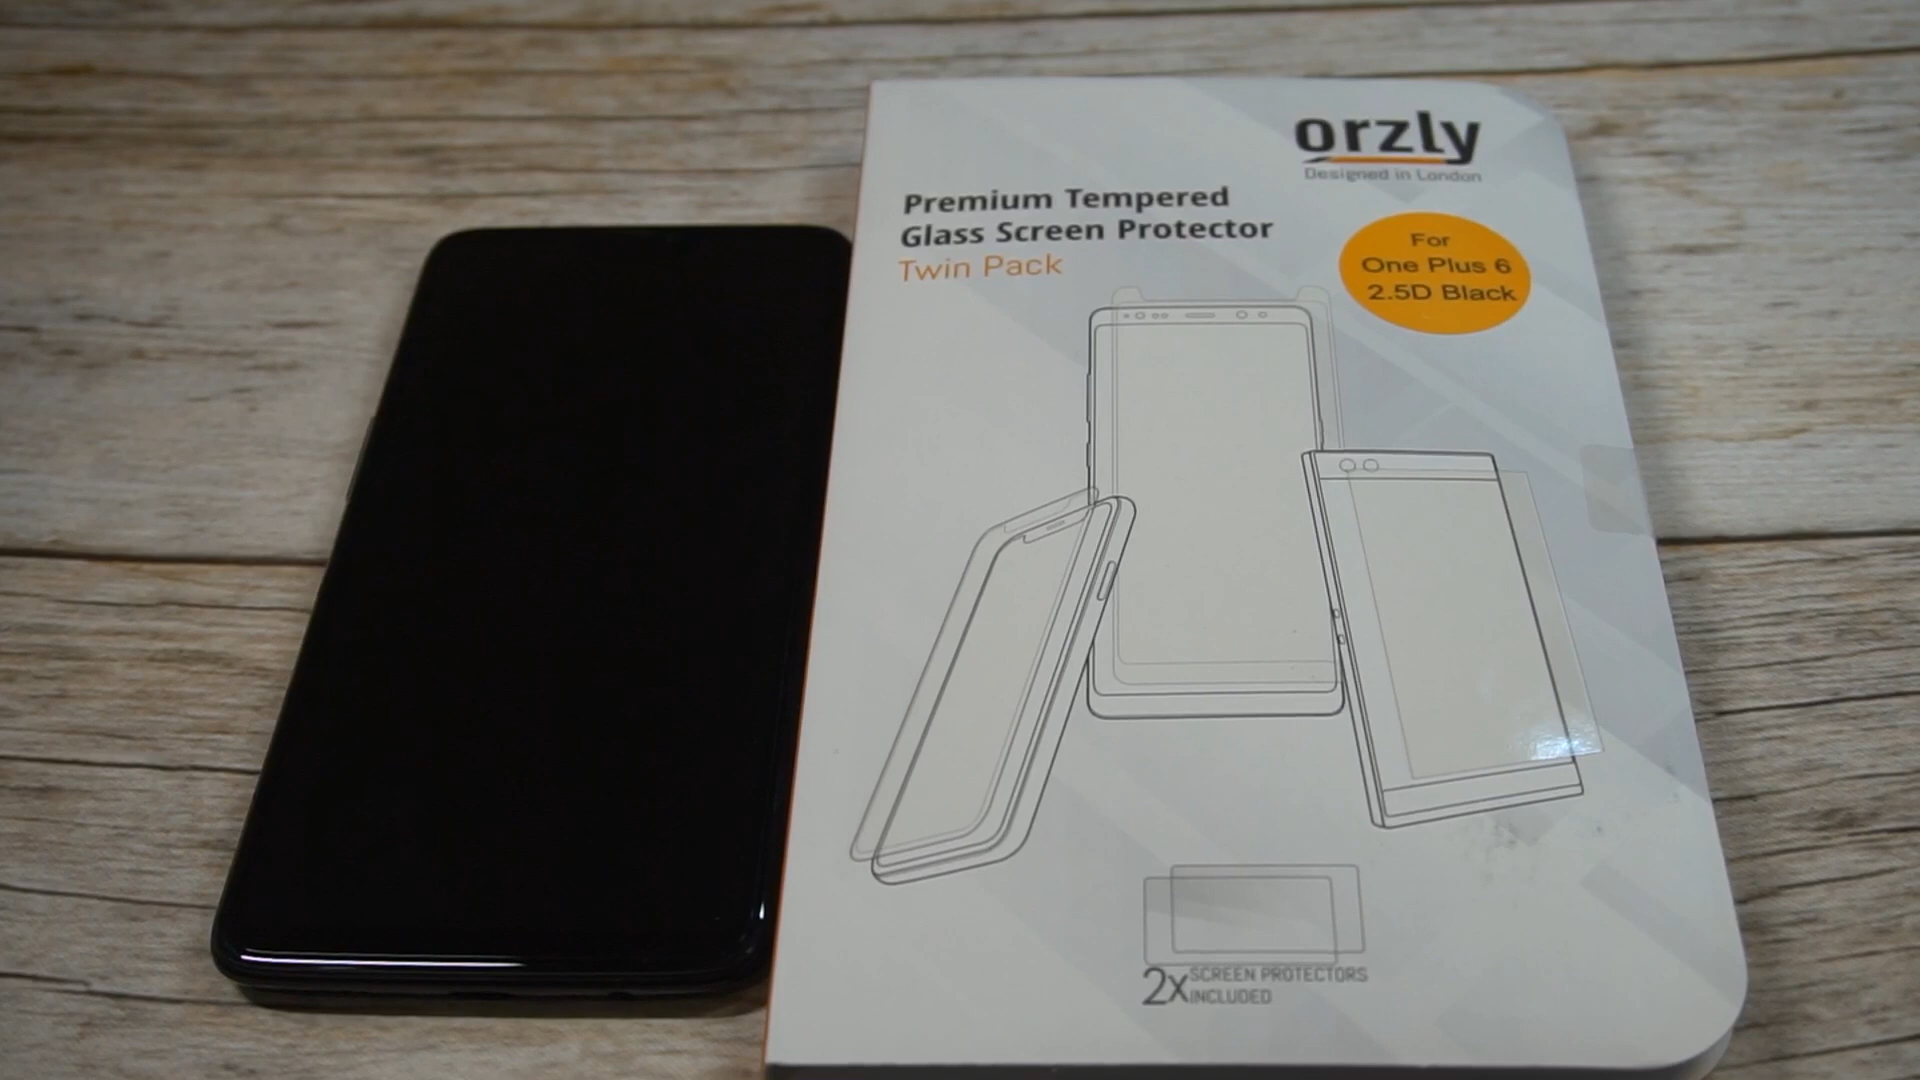 orzly
Designed in London
Premium Tempered
Glass Screen Protector
Twin Pack
For
One Plus 6
2.5D Black
2x SCREEN PROTECTORS
INCLUDED